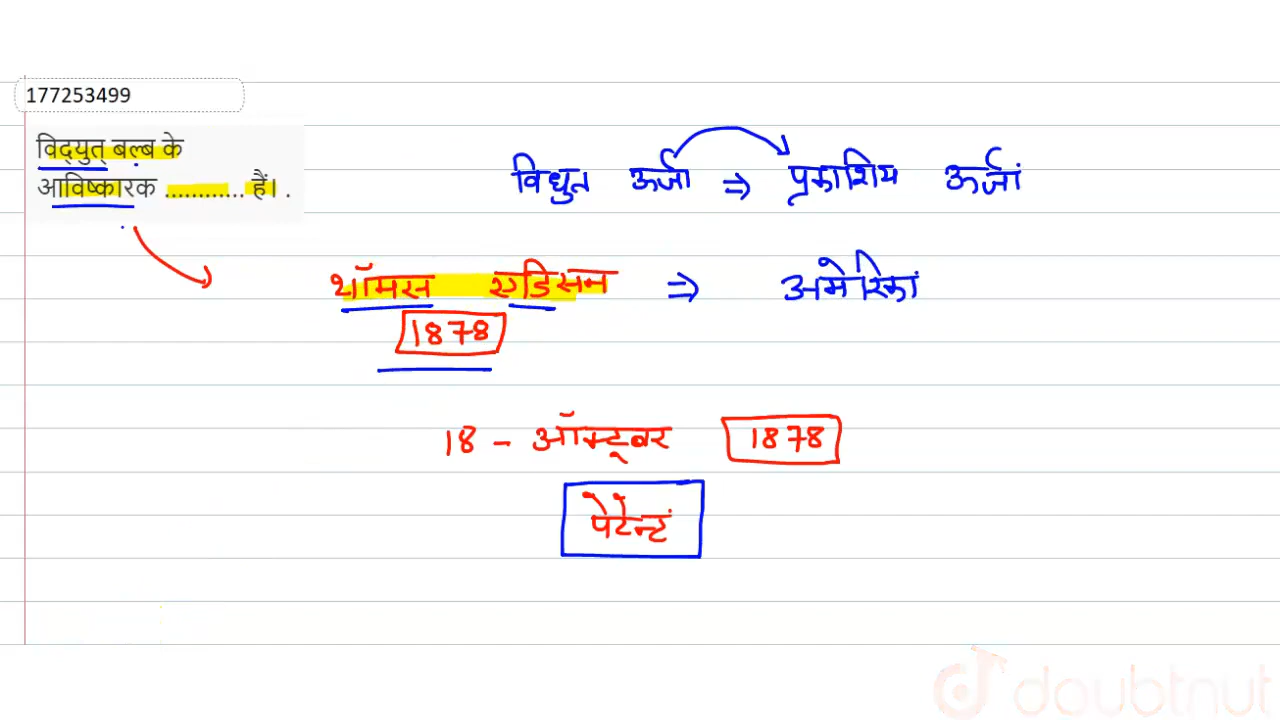 177253499
विद्युत् बल्ब के
आविष्कारक ............ हैं। .
विधुत ऊर्जा ⇒ प्रकाशिय ऊर्जां
थॉमस एडिसन ⇒ अमेरिकां
1878
18 - ऑक्टूबर 1878
पेटैन्टं
doubtnut